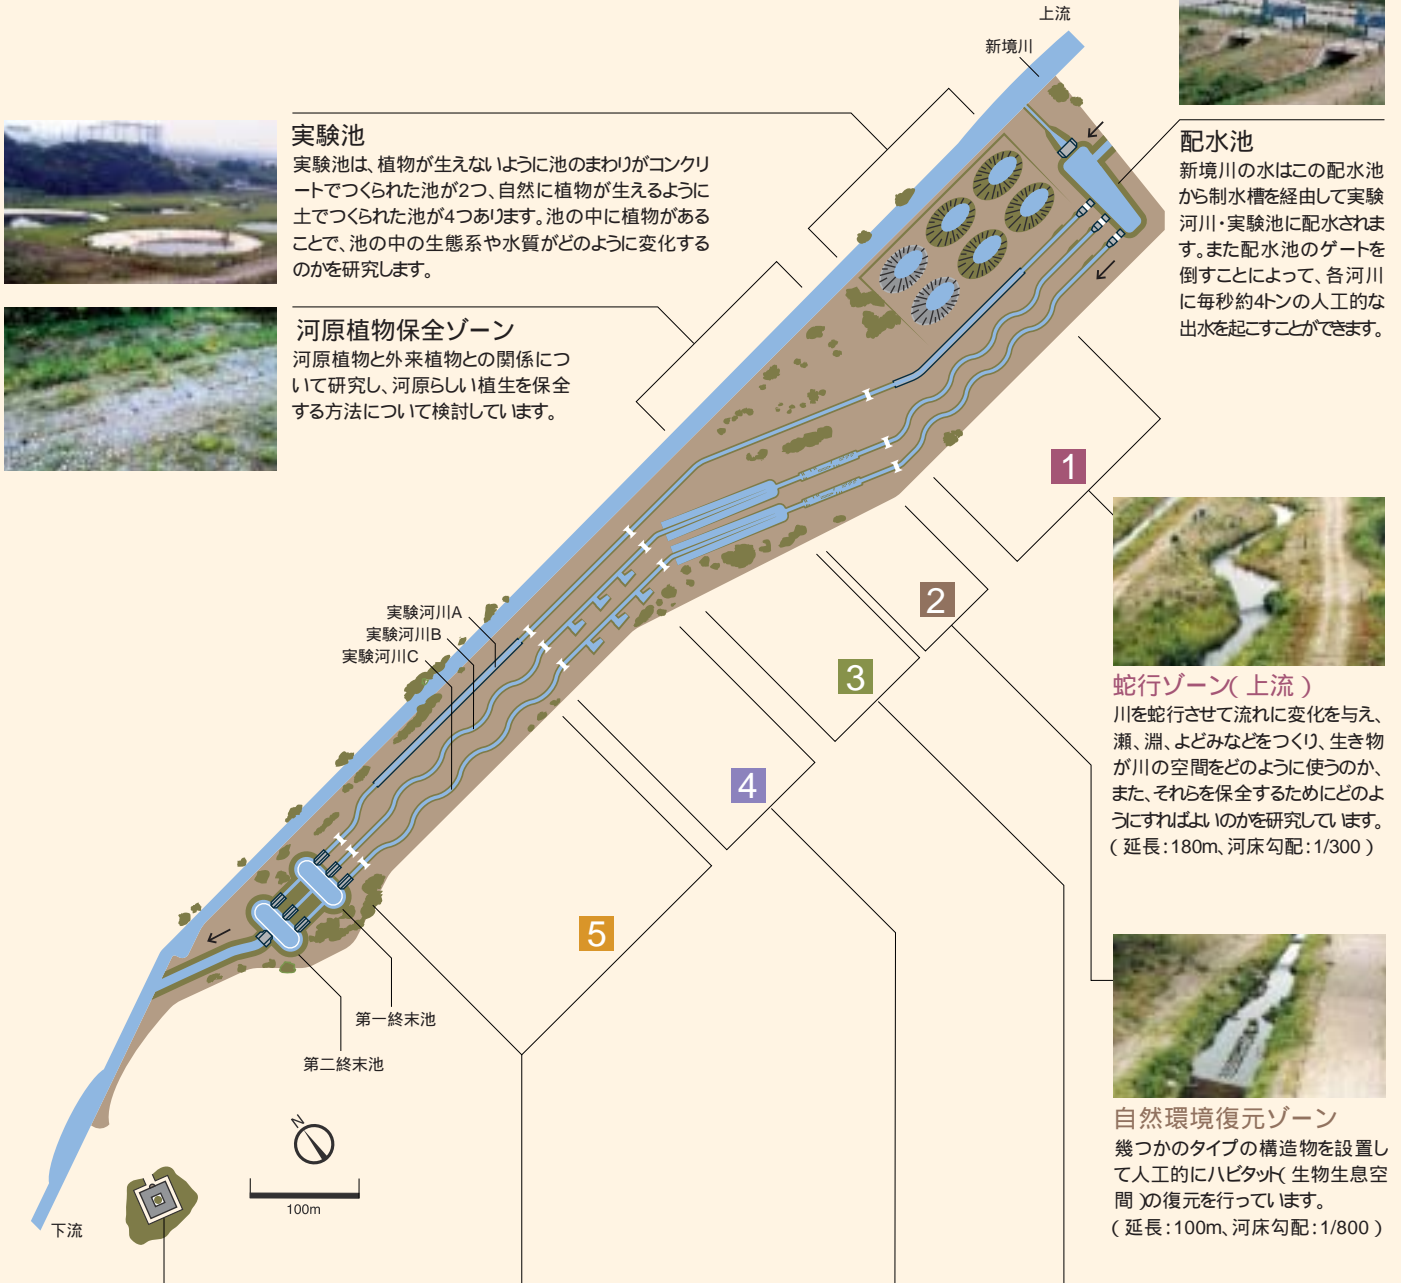 上流
新境川
実験池
実験池は、植物が生えないように池のまわりがコンクリ
ートでつくられた池が2つ、自然に植物が生えるように
土でつくられた池が4つあります。池の中に植物がある
ことで、池の中の生態系や水質がどのように変化する
のかを研究します。
配水池
新境川の水はこの配水池
から制水槽を経由して実験
河川・実験池に配水されま
す。また配水池のゲートを
倒すことによって、各河川
に毎秒約4トンの人工的な
出水を起こすことができます。
河原植物保全ゾーン
河原植物と外来植物との関係につ
いて研究し、河原らしい植生を保全
する方法について検討しています。
1
2
3
4
5
実験河川A
実験河川B
実験河川C
蛇行ゾーン(上流)
川を蛇行させて流れに変化を与え、
瀬、淵、よどみなどをつくり、生き物
が川の空間をどのように使うのか、
また、それらを保全するためにどのよ
うにすればよいのかを研究しています。
(延長:180m、河床勾配:1/300)
第一終末池
第二終末池
自然環境復元ゾーン
幾つかのタイプの構造物を設置し
て人工的にハビタット(生物生息空
間)の復元を行っています。
(延長:100m、河床勾配:1/800)
N
100m
下流